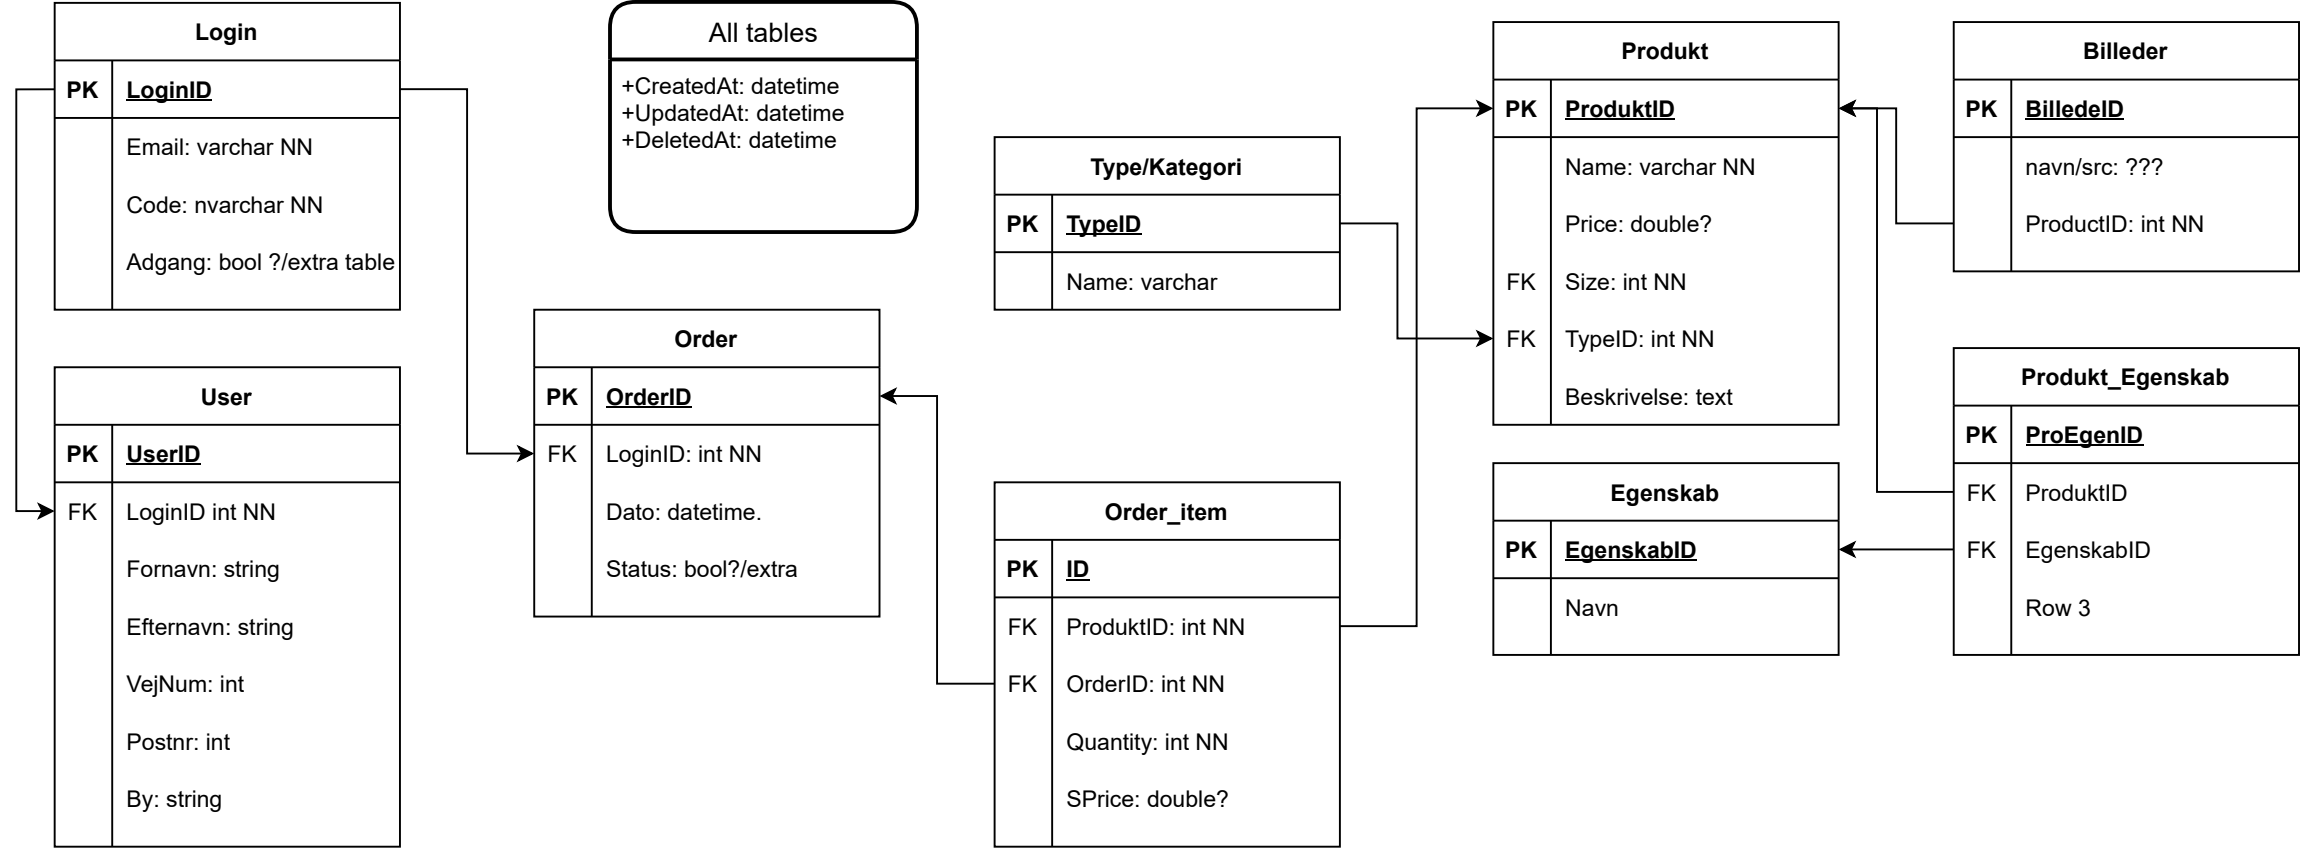 Login
PK LoginID
Email: varchar NN
Code: nvarchar NN
Adgang: bool ?/extra table
User
PK UserID
FK LoginID int NN
Fornavn: string
Efternavn: string
VejNum: int
Postnr: int
By: string
All tables
+CreatedAt: datetime
+UpdatedAt: datetime
+DeletedAt: datetime
Order
PK OrderID
FK LoginID: int NN
Dato: datetime.
Status: bool?/extra
Type/Kategori
PK TypeID
Name: varchar
Order_item
PK ID
FK ProduktID: int NN
FK OrderID: int NN
Quantity: int NN
SPrice: double?
Produkt
PK ProduktID
Name: varchar NN
Price: double?
FK Size: int NN
FK TypeID: int NN
Beskrivelse: text
Egenskab
PK EgenskabID
Navn
Billeder
PK BilledeID
navn/src: ???
ProductID: int NN
Produkt_Egenskab
PK ProEgenID
FK ProduktID
FK EgenskabID
Row 3